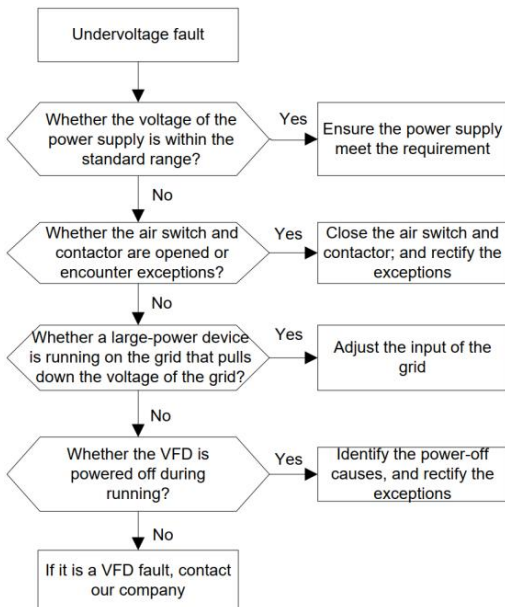 Undervoltage fault
Whether the voltage of the
power supply is within the
standard range?
Yes
Ensure the power supply
meet the requirement
No
Whether the air switch and
contactor are opened or
encounter exceptions?
Yes
Close the air switch and
contactor; and rectify the
exceptions
No
Whether a large-power device
is running on the grid that pulls
down the voltage of the grid?
Yes
Adjust the input of the
grid
No
Whether the VFD is
powered off during
running?
Yes
Identify the power-off
causes, and rectify the
exceptions
No
If it is a VFD fault, contact
our company